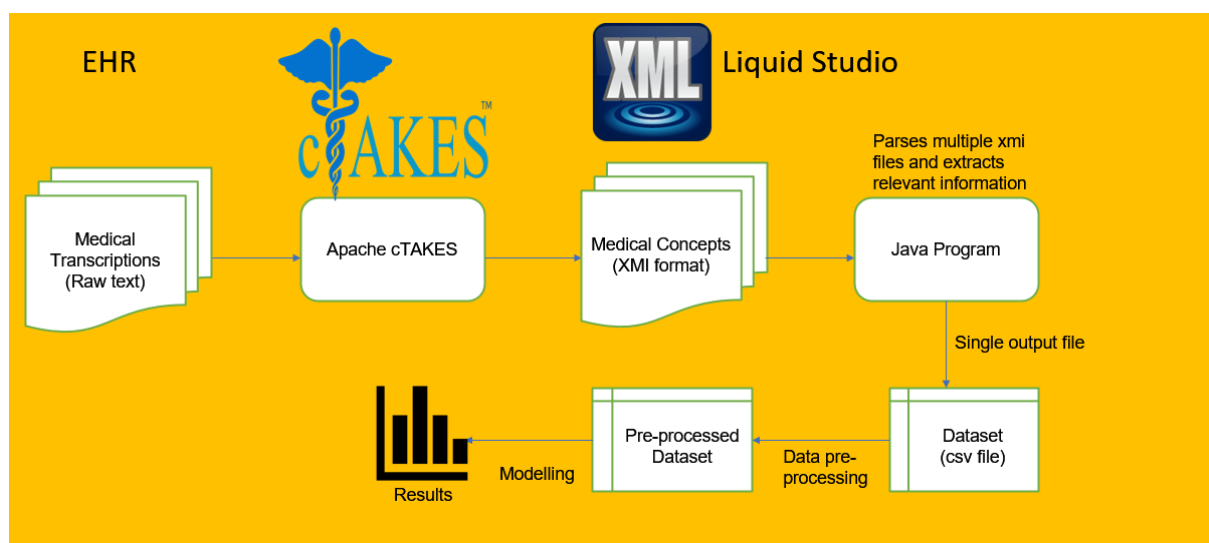 EHR
cTAKES™
XML
Liquid Studio
Parses multiple xmi
files and extracts
relevant information
Medical
Transcriptions
(Raw text)
Apache cTAKES
Medical Concepts
(XMI format)
Java Program
Single output file
Dataset
(csv file)
Data pre-
processing
Pre-processed
Dataset
Modelling
Results